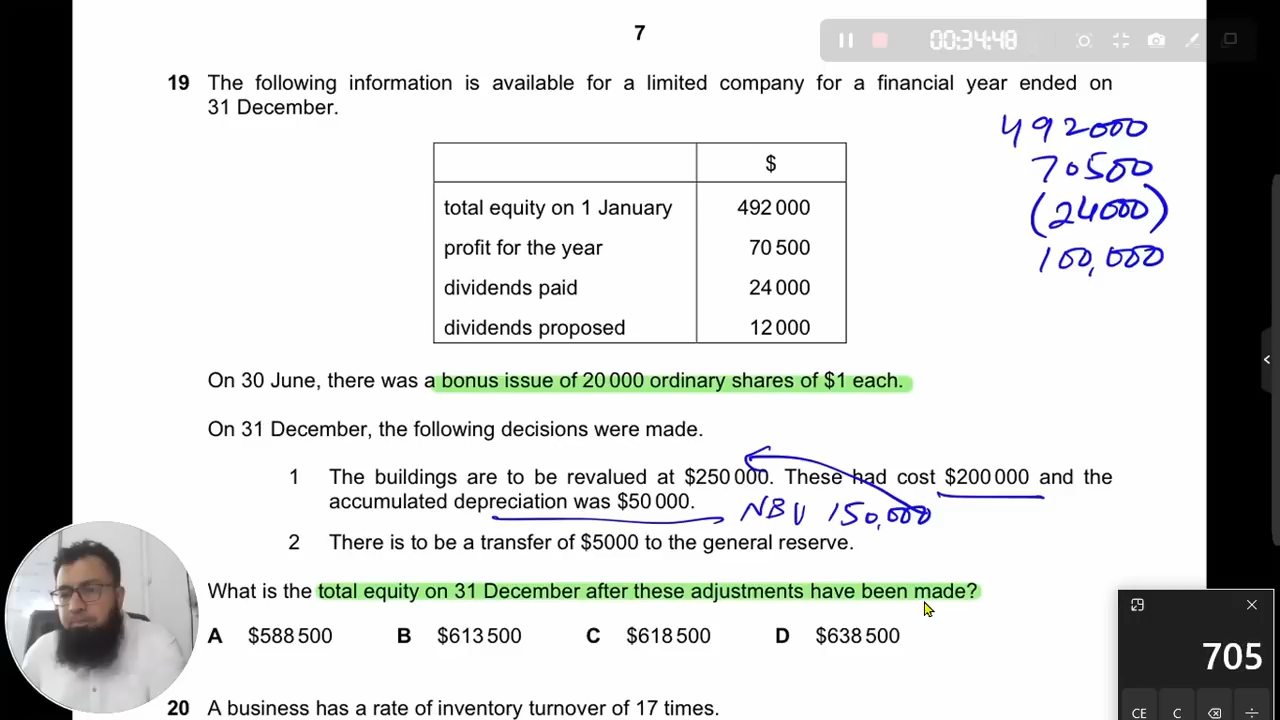 7
00:34:48
19 The following information is available for a limited company for a financial year ended on
31 December.
492000
70500
(24000)
100,000
$
total equity on 1 January 492 000
profit for the year 70 500
dividends paid 24 000
dividends proposed 12 000
On 30 June, there was a bonus issue of 20 000 ordinary shares of $1 each.
On 31 December, the following decisions were made.
1 The buildings are to be revalued at $250 000. These had cost $200 000 and the
accumulated depreciation was $50 000. NBV 150,000
2 There is to be a transfer of $5000 to the general reserve.
What is the total equity on 31 December after these adjustments have been made?
A $588 500 B $613 500 C $618 500 D $638 500
705
CE C ÷
20 A business has a rate of inventory turnover of 17 times.